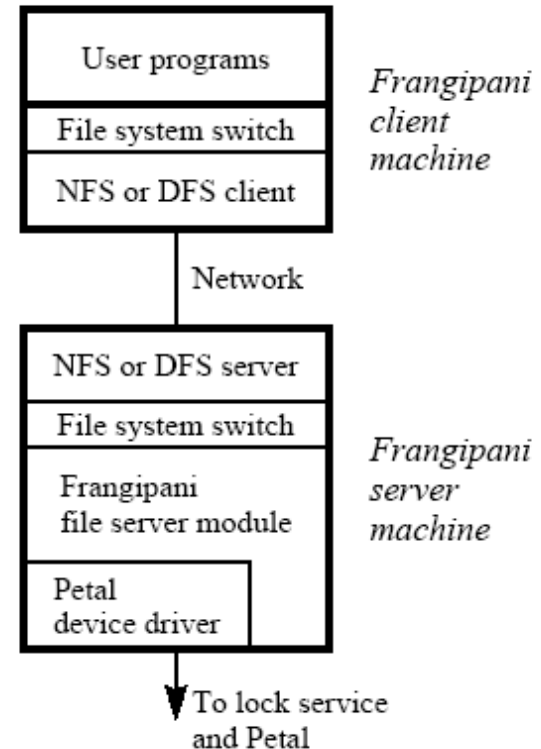 User programs
File system switch
NFS or DFS client
Frangipani
client
machine
Network
NFS or DFS server
File system switch
Frangipani
file server module
Petal
device driver
Frangipani
server
machine
To lock service
and Petal